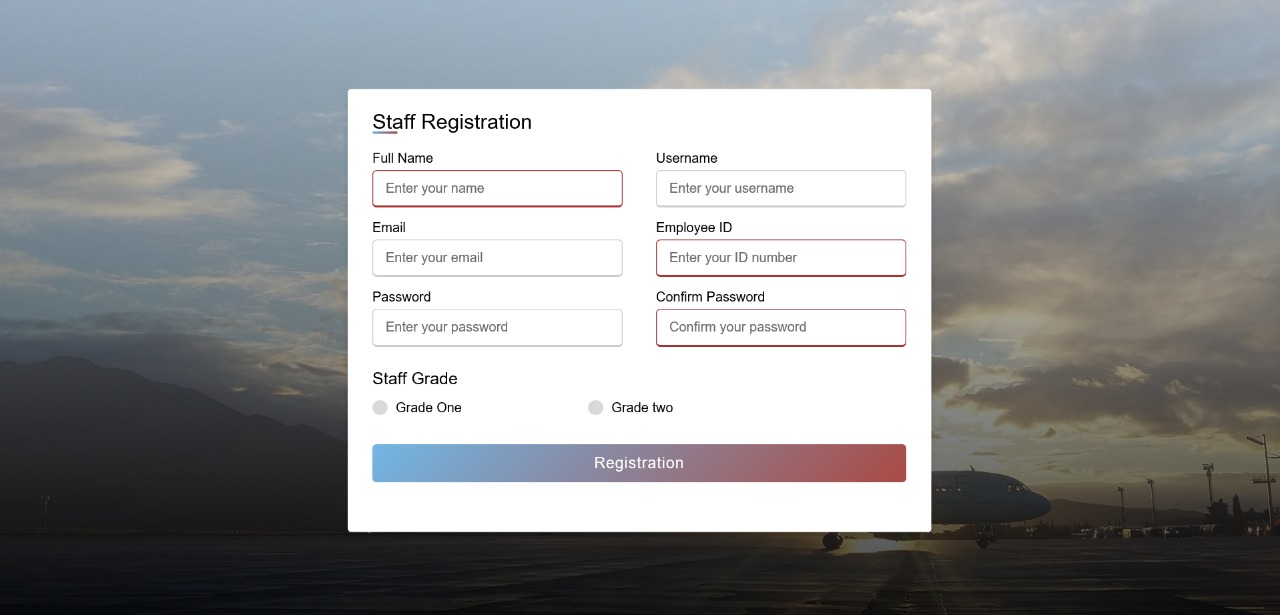 Staff Registration
Full Name
Username
Enter your name
Enter your username
Email
Employee ID
Enter your email
Enter your ID number
Password
Confirm Password
Enter your password
Confirm your password
Staff Grade
Grade One
Grade two
Registration